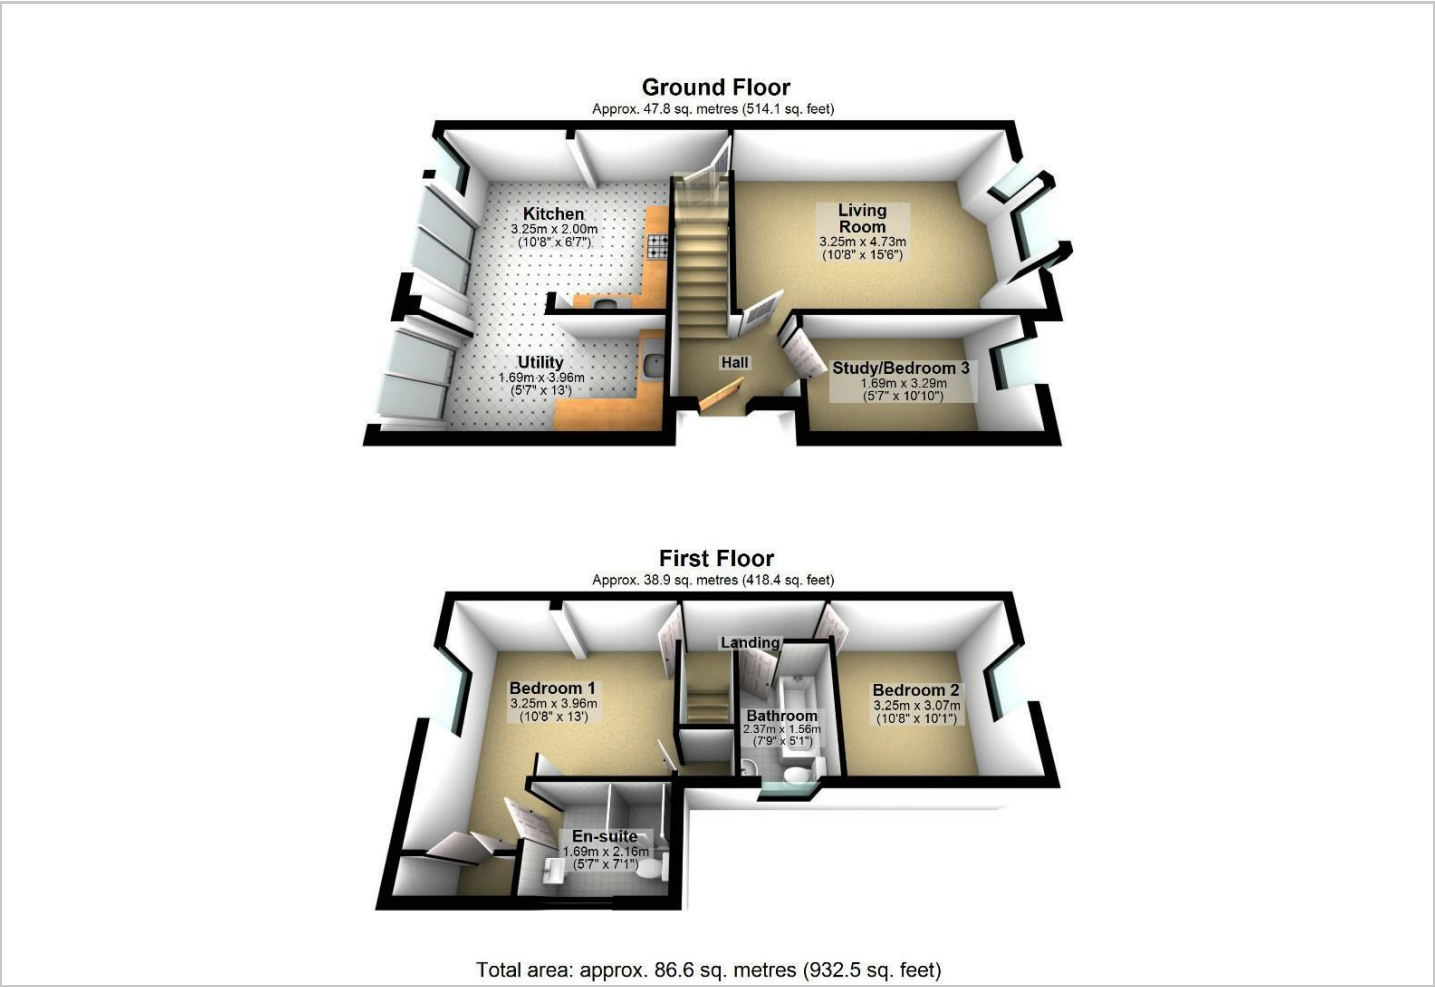 Ground Floor
Approx. 47.8 sq. metres (514.1 sq. feet)
Kitchen
3.25m x 2.00m
(10'8" x 6'7")
Living
Room
3.25m x 4.73m
(10'8" x 15'6")
Utility
1.69m x 3.96m
(5'7" x 13')
Hall
Study/Bedroom 3
1.69m x 3.29m
(5'7" x 10'10")
First Floor
Approx. 38.9 sq. metres (418.4 sq. feet)
Landing
Bedroom 1
3.25m x 3.96m
(10'8" x 13')
Bathroom
2.37m x 1.56m
(7'9" x 5'1")
Bedroom 2
3.25m x 3.07m
(10'8" x 10'1")
En-suite
1.69m x 2.16m
(5'7" x 7'1")
Total area: approx. 86.6 sq. metres (932.5 sq. feet)